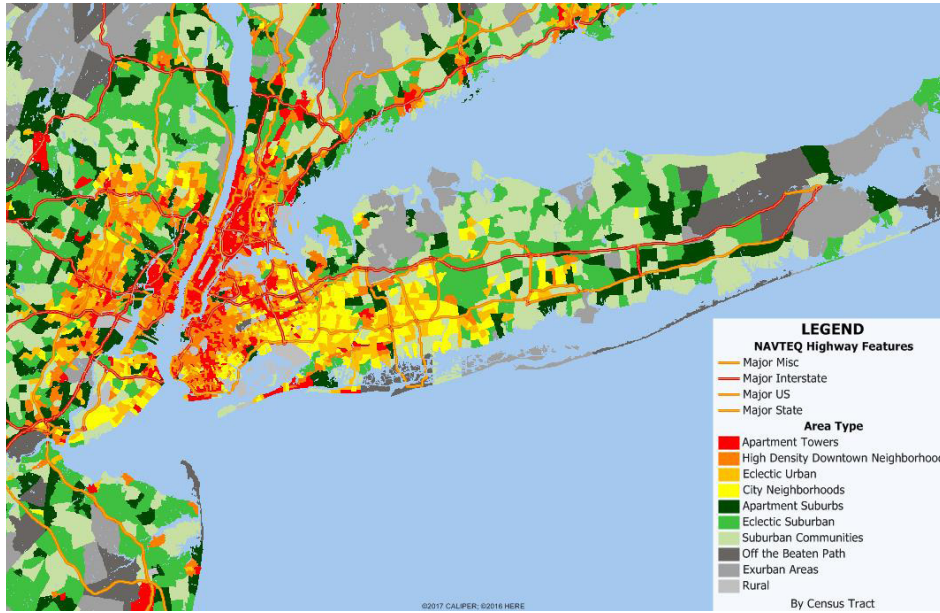 LEGEND
NAVTEQ Highway Features
Major Misc
Major Interstate
Major US
Major State
Area Type
Apartment Towers
High Density Downtown Neighborhood
Eclectic Urban
City Neighborhoods
Apartment Suburbs
Eclectic Suburban
Suburban Communities
Off the Beaten Path
Exurban Areas
Rural
By Census Tract
©2017 CALIPER; ©2016 HERE